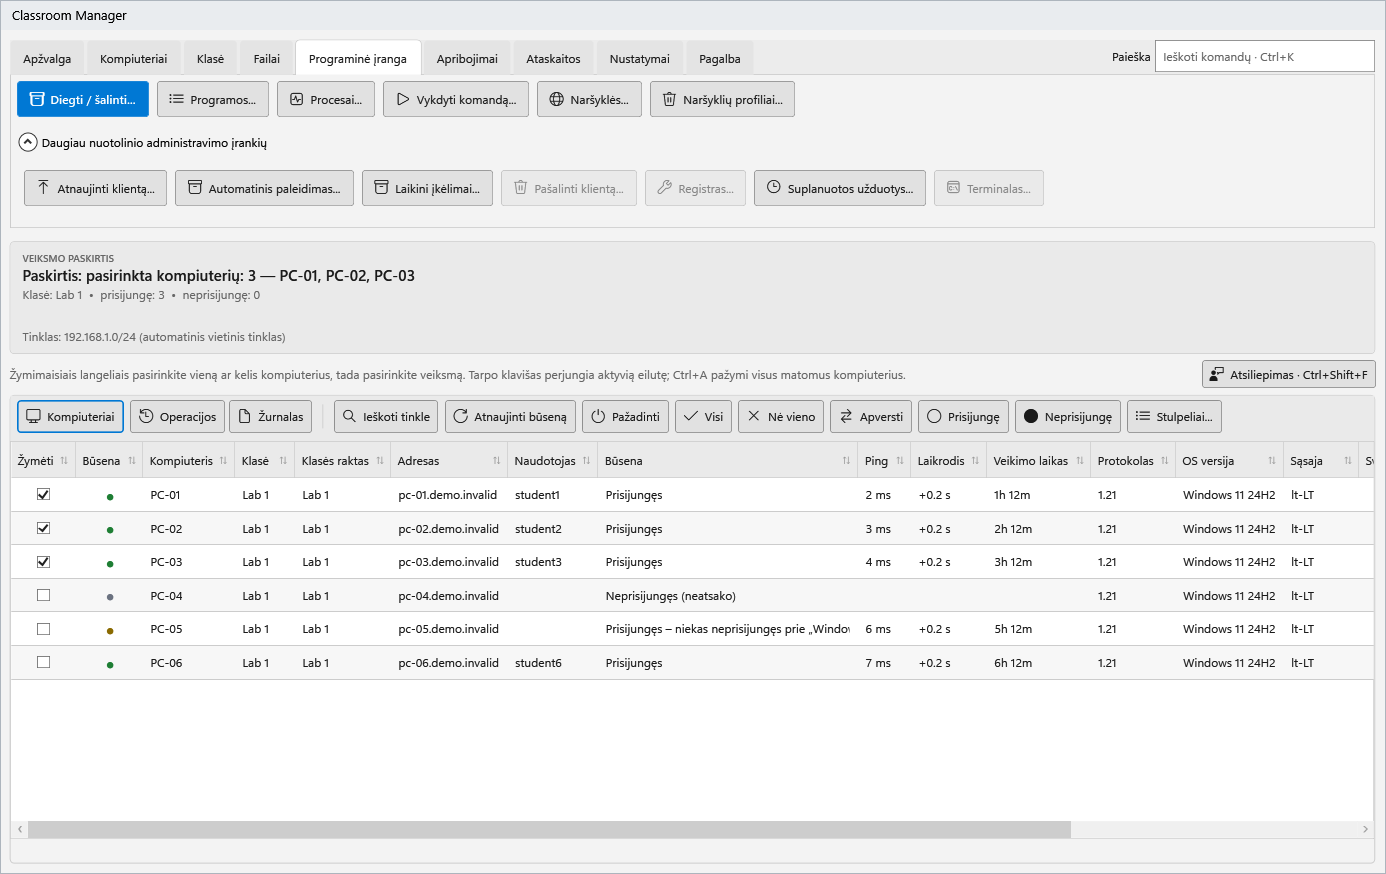 Classroom Manager
Apžvalga Kompiuteriai Klasė Failai Programinė įranga Apribojimai Ataskaitos Nustatymai Pagalba Paieška Ieškoti komandų · Ctrl+K
Diegti / šalinti... Programos... Procesai... Vykdyti komandą... Naršyklės... Naršyklių profiliai...
Daugiau nuotolinio administravimo įrankių
Atnaujinti klientą... Automatinis paleidimas... Laikini įkėlimai... Pašalinti klientą... Registras... Suplanuotos užduotys... Terminalas...
VEIKSMO PASKIRTIS
Paskirtis: pasirinkta kompiuterių: 3 — PC-01, PC-02, PC-03
Klasė: Lab 1 • prisijungę: 3 • neprisijungę: 0
Tinklas: 192.168.1.0/24 (automatinis vietinis tinklas)
Žymimaisiais langeliais pasirinkite vieną ar kelis kompiuterius, tada pasirinkite veiksmą. Tarpo klavišas perjungia aktyvią eilutę; Ctrl+A pažymi visus matomus kompiuterius.
Atsiliepimas · Ctrl+Shift+F
Kompiuteriai Operacijos Žurnalas Ieškoti tinkle Atnaujinti būseną Pažadinti Visi Nė vieno Apversti Prisijungę Neprisijungę Stulpeliai...
Žymėti Būsena Kompiuteris Klasė Klasės raktas Adresas Naudotojas Būsena Ping Laikrodis Veikimo laikas Protokolas OS versija Sąsaja
PC-01 Lab 1 Lab 1 pc-01.demo.invalid student1 Prisijungęs 2 ms +0.2 s 1h 12m 1.21 Windows 11 24H2 lt-LT
PC-02 Lab 1 Lab 1 pc-02.demo.invalid student2 Prisijungęs 3 ms +0.2 s 2h 12m 1.21 Windows 11 24H2 lt-LT
PC-03 Lab 1 Lab 1 pc-03.demo.invalid student3 Prisijungęs 4 ms +0.2 s 3h 12m 1.21 Windows 11 24H2 lt-LT
PC-04 Lab 1 Lab 1 pc-04.demo.invalid Neprisijungęs (neatsako) 1.21 Windows 11 24H2 lt-LT
PC-05 Lab 1 Lab 1 pc-05.demo.invalid Prisijungęs – niekas neprisijungęs prie „Windo 6 ms +0.2 s 5h 12m 1.21 Windows 11 24H2 lt-LT
PC-06 Lab 1 Lab 1 pc-06.demo.invalid student6 Prisijungęs 7 ms +0.2 s 6h 12m 1.21 Windows 11 24H2 lt-LT